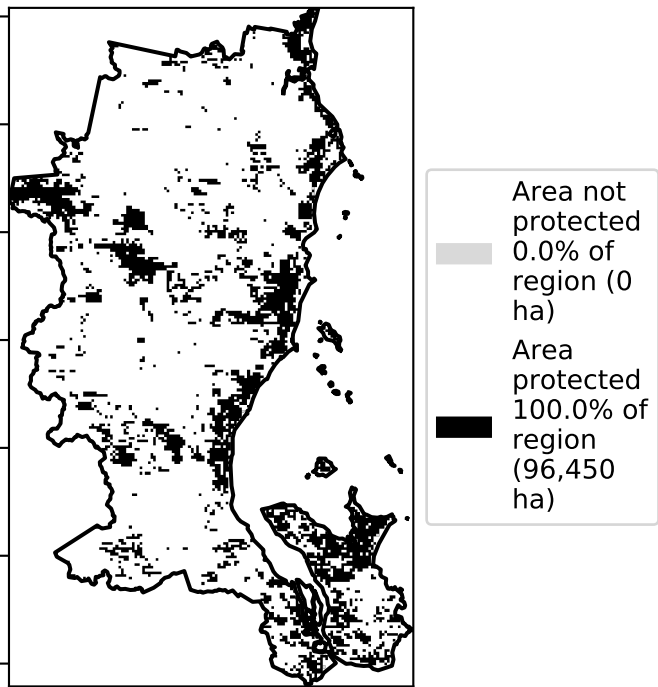 Area not
protected
0.0% of
region (0
ha)
Area
protected
100.0% of
region
(96,450
ha)